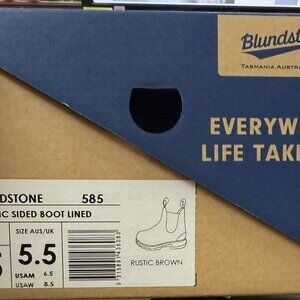 Blundst
TASMANIA AUSTRA
EVERYW
LIFE TAKE
DSTONE 585
IC SIDED BOOT LINED
SIZE AUS/UK
5.5
USAM 6.5
USAW 8.5
RUSTIC BROWN